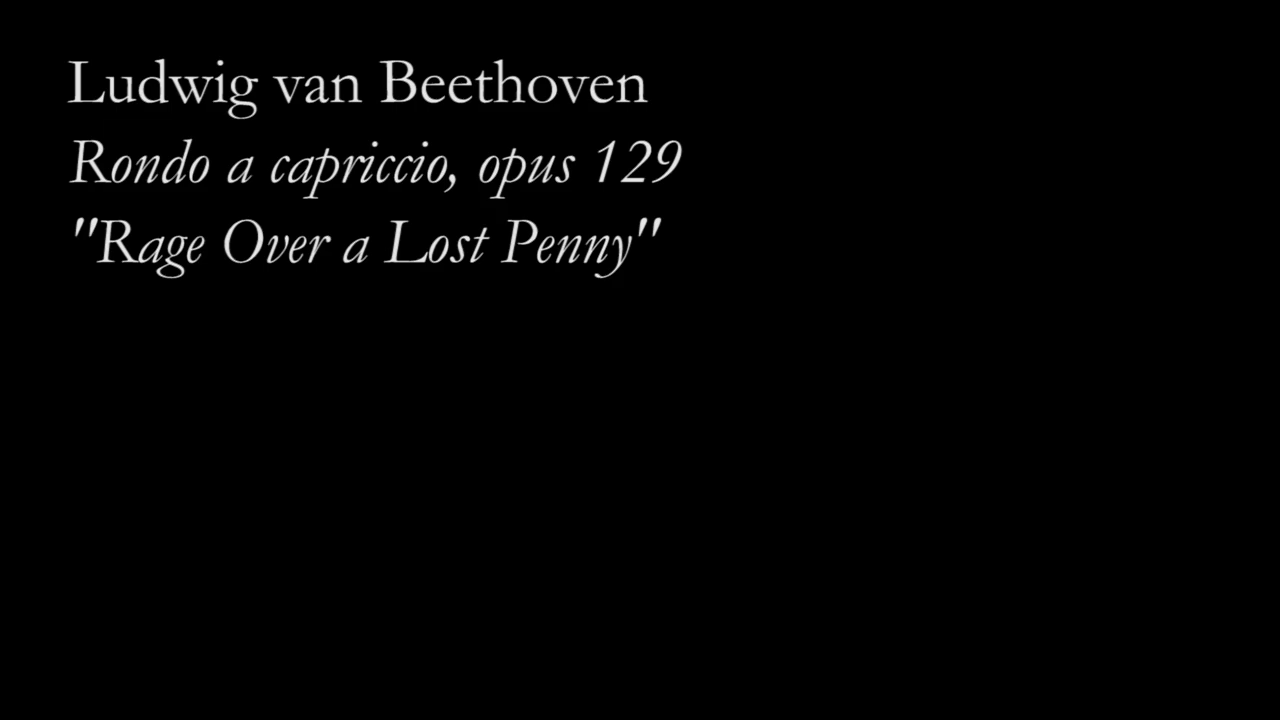 Ludwig van Beethoven
Rondo a capriccio, opus 129
"Rage Over a Lost Penny"